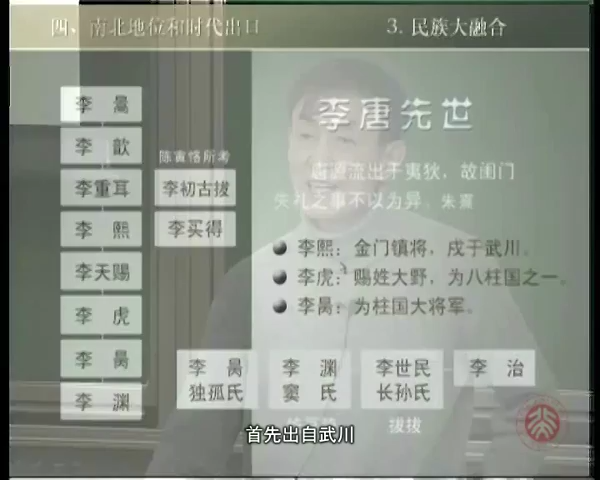 四、南北地位和时代出口
3. 民族大融合
李唐先世
李 暠
李 歆
李重耳
李 熙
李天赐
李 虎
李 昺
李 渊
陈寅恪所考
李初古拔
李买得
唐源流出于夷狄，故闺门
失礼之事不以为异。朱熹
李熙：金门镇将，戍于武川。
李虎：赐姓大野，为八柱国之一。
李昺：为柱国大将军。
李 昺
独孤氏
李 渊
窦 氏
李世民
长孙氏
李 治
拔拔
首先出自武川